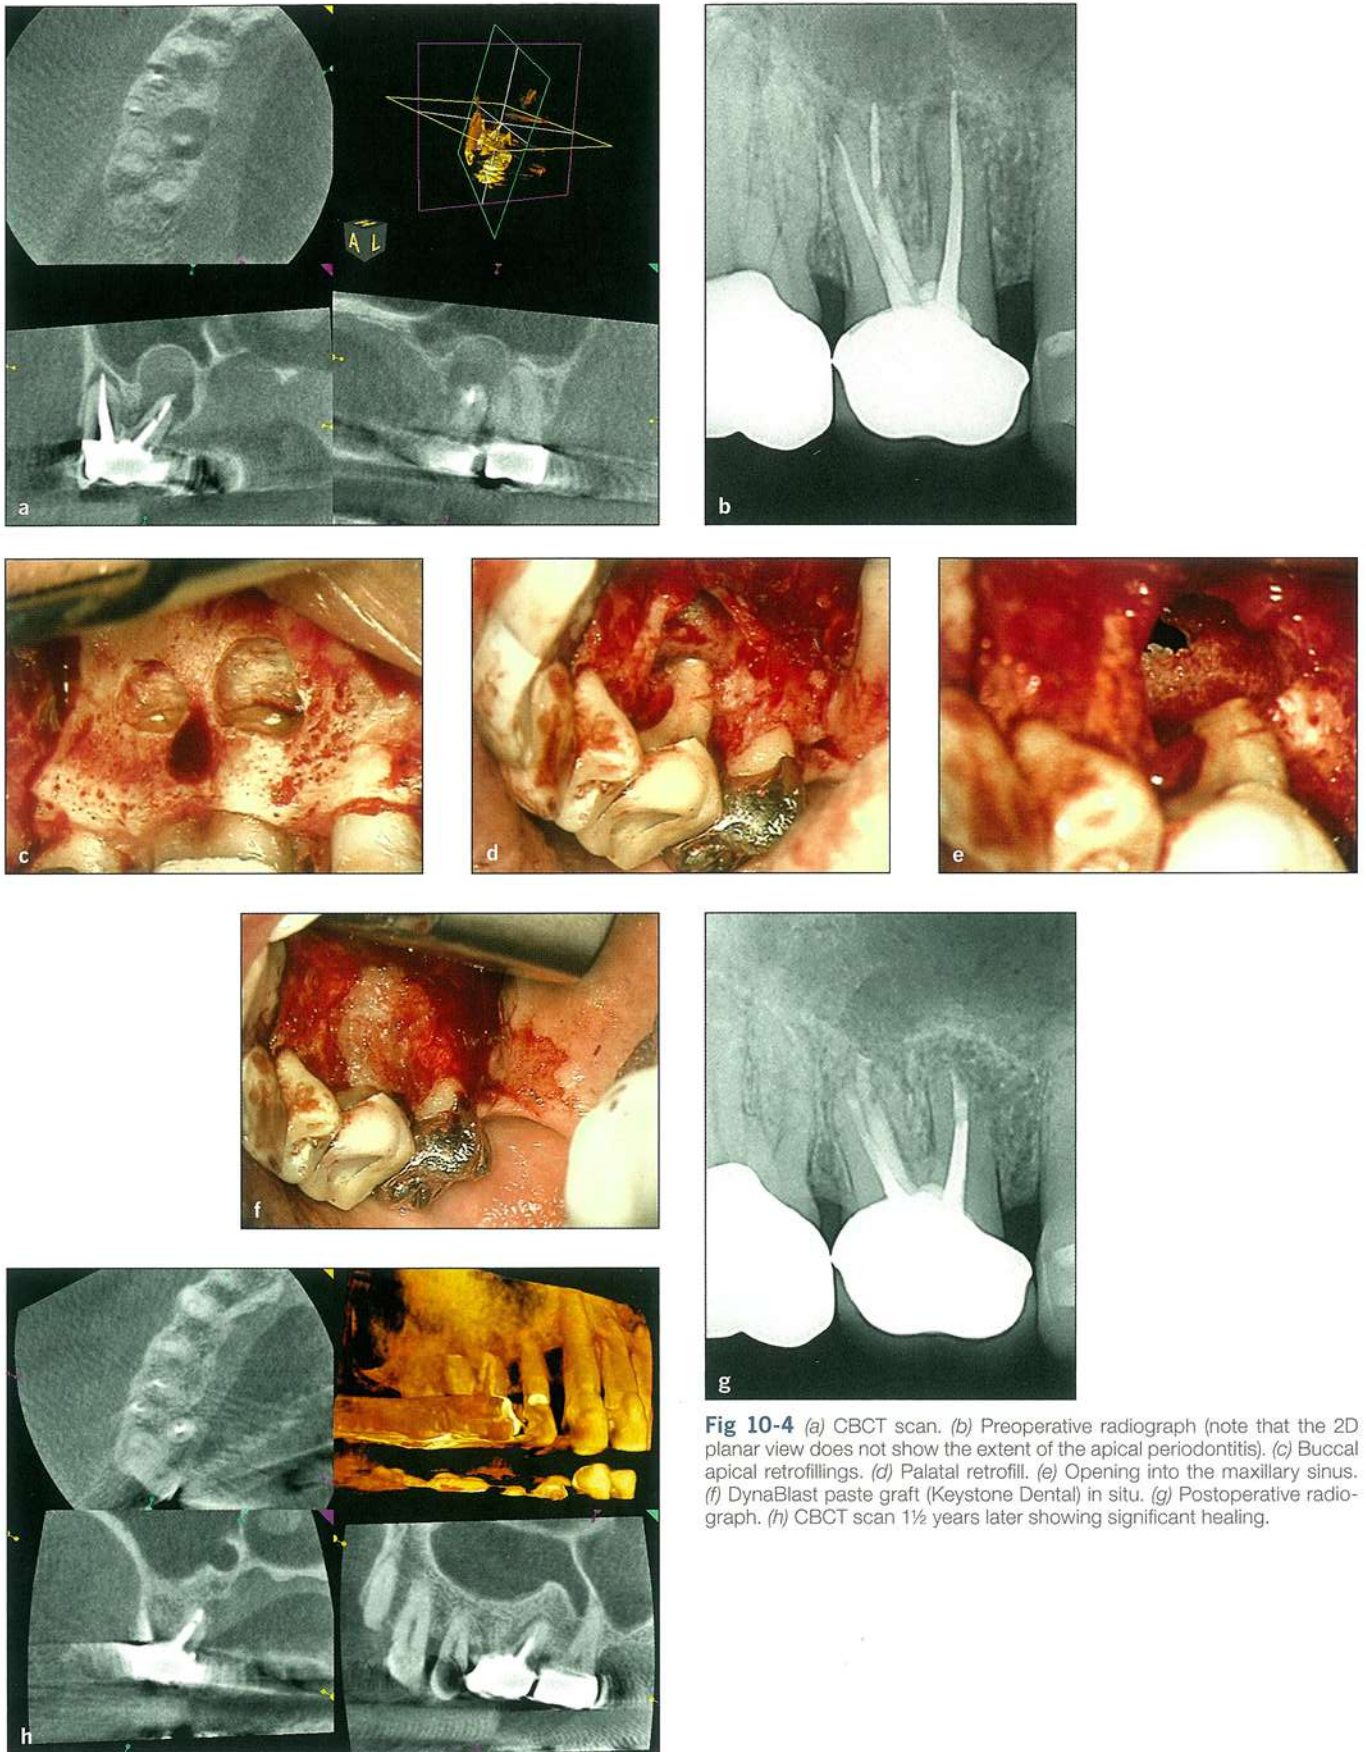 A L
a
b
c
d
e
f
g
Fig 10-4 (a) CBCT scan. (b) Preoperative radiograph (note that the 2D
planar view does not show the extent of the apical periodontitis). (c) Buccal
apical retrofillings. (d) Palatal retrofill. (e) Opening into the maxillary sinus.
(f) DynaBlast paste graft (Keystone Dental) in situ. (g) Postoperative radio-
graph. (h) CBCT scan 1½ years later showing significant healing.
h